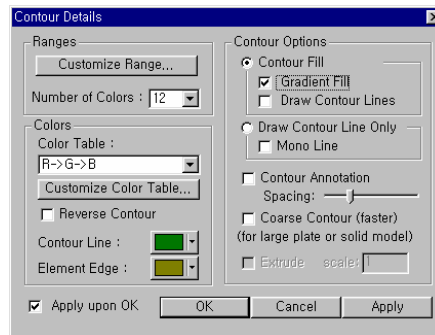 Contour Details
Ranges
Customize Range...
Number of Colors : 12
Colors
Color Table :
R->G->B
Customize Color Table...
Reverse Contour
Contour Line :
Element Edge :
Contour Options
Contour Fill
Gradient Fill
Draw Contour Lines
Draw Contour Line Only
Mono Line
Contour Annotation
Spacing:
Coarse Contour (faster)
(for large plate or solid model)
Extrude scale: 1
Apply upon OK OK Cancel Apply